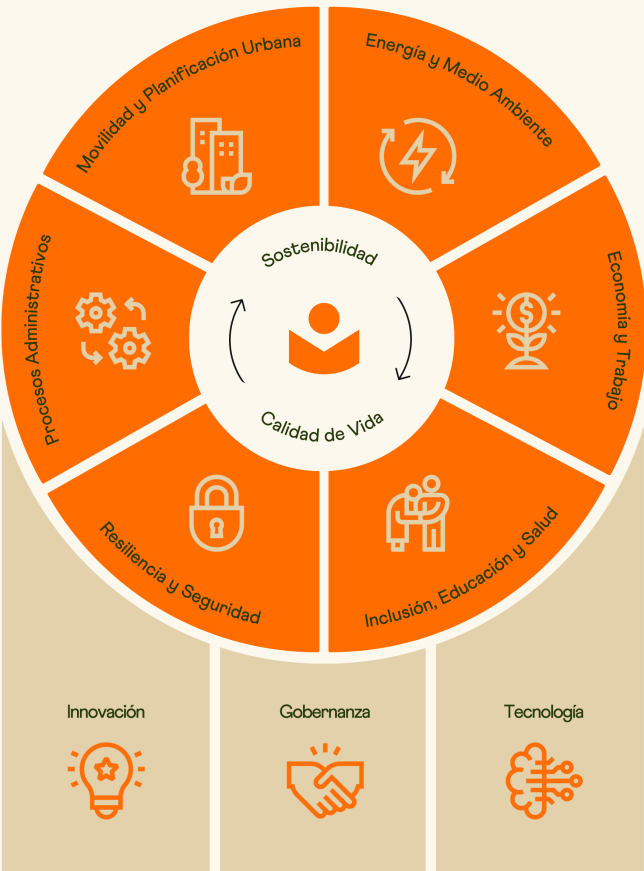 Movilidad y Planificación Urbana
Energía y Medio Ambiente
Procesos Administrativos
Sostenibilidad
Economía y Trabajo
Calidad de Vida
Resiliencia y Seguridad
Inclusión, Educación y Salud
Innovación
Gobernanza
Tecnología